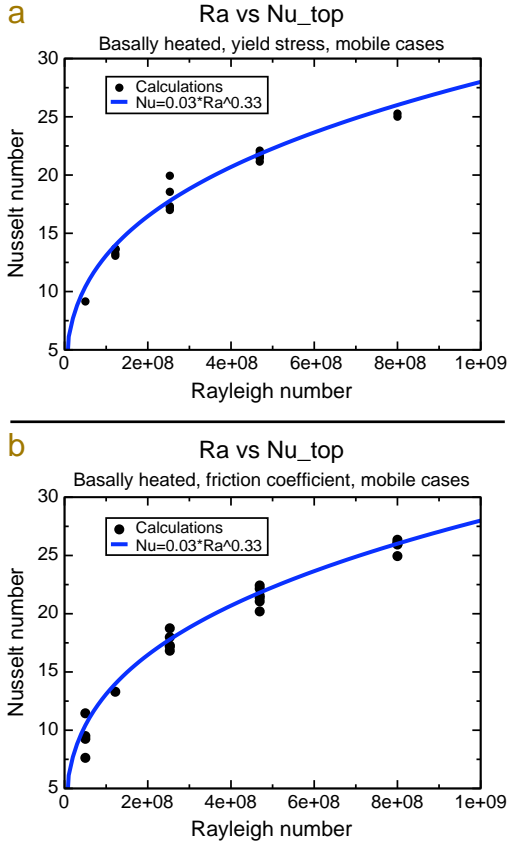 a
Ra vs Nu_top
Basally heated, yield stress, mobile cases
30
25
20
15
10
5
Nusselt number
Calculations
Nu=0.03*Ra^0.33
0 2e+08 4e+08 6e+08 8e+08 1e+09
Rayleigh number
b
Ra vs Nu_top
Basally heated, friction coefficient, mobile cases
30
25
20
15
10
5
Nusselt number
Calculations
Nu=0.03*Ra^0.33
0 2e+08 4e+08 6e+08 8e+08 1e+09
Rayleigh number